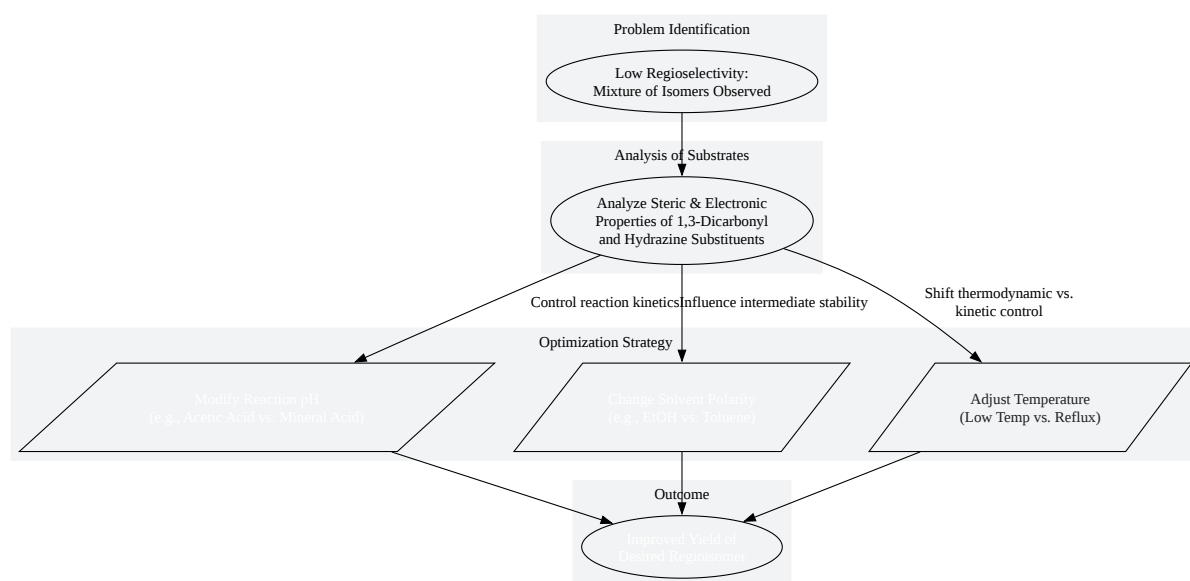 Problem Identification
Low Regioselectivity:
Mixture of Isomers Observed
Analysis of Substrates
Analyze Steric & Electronic
Properties of 1,3-Dicarbonyl
and Hydrazine Substituents
Control reaction kinetics
Influence intermediate stability
Shift thermodynamic vs.
kinetic control
Optimization Strategy
Modify Reaction pH
(e.g., Acetic Acid vs. Mineral Acid)
Change Solvent Polarity
(e.g., EtOH vs. Toluene)
Adjust Temperature
(Low Temp vs. Reflux)
Outcome
Improved Yield of
Desired Regioisomer